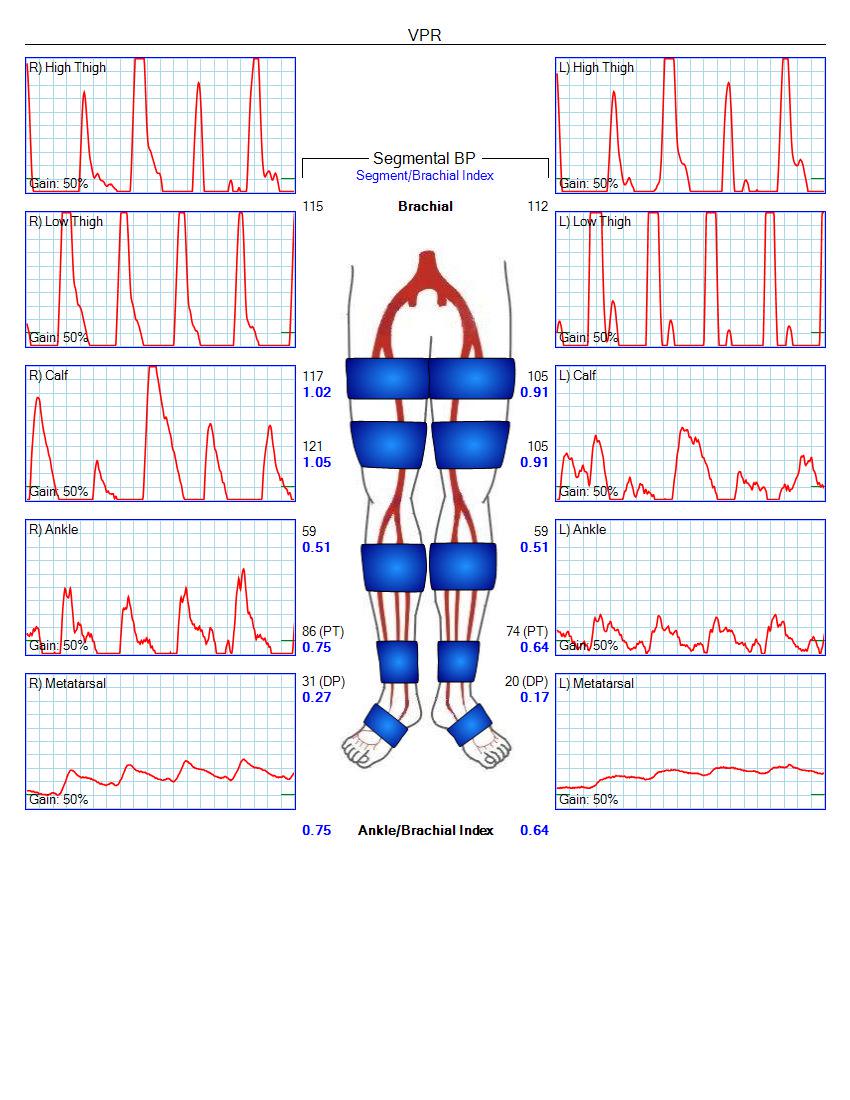 VPR
R) High Thigh
Gain: 50%
L) High Thigh
Gain: 50%
Segmental BP
Segment/Brachial Index
115 Brachial 112
R) Low Thigh
Gain: 50%
L) Low Thigh
Gain: 50%
117 105
1.02 0.91
R) Calf
Gain: 50%
L) Calf
Gain: 50%
121 105
1.05 0.91
R) Ankle
Gain: 50%
L) Ankle
Gain: 50%
59 59
0.51 0.51
86 (PT) 74 (PT)
0.75 0.64
R) Metatarsal
Gain: 50%
L) Metatarsal
Gain: 50%
31 (DP) 20 (DP)
0.27 0.17
0.75 Ankle/Brachial Index 0.64